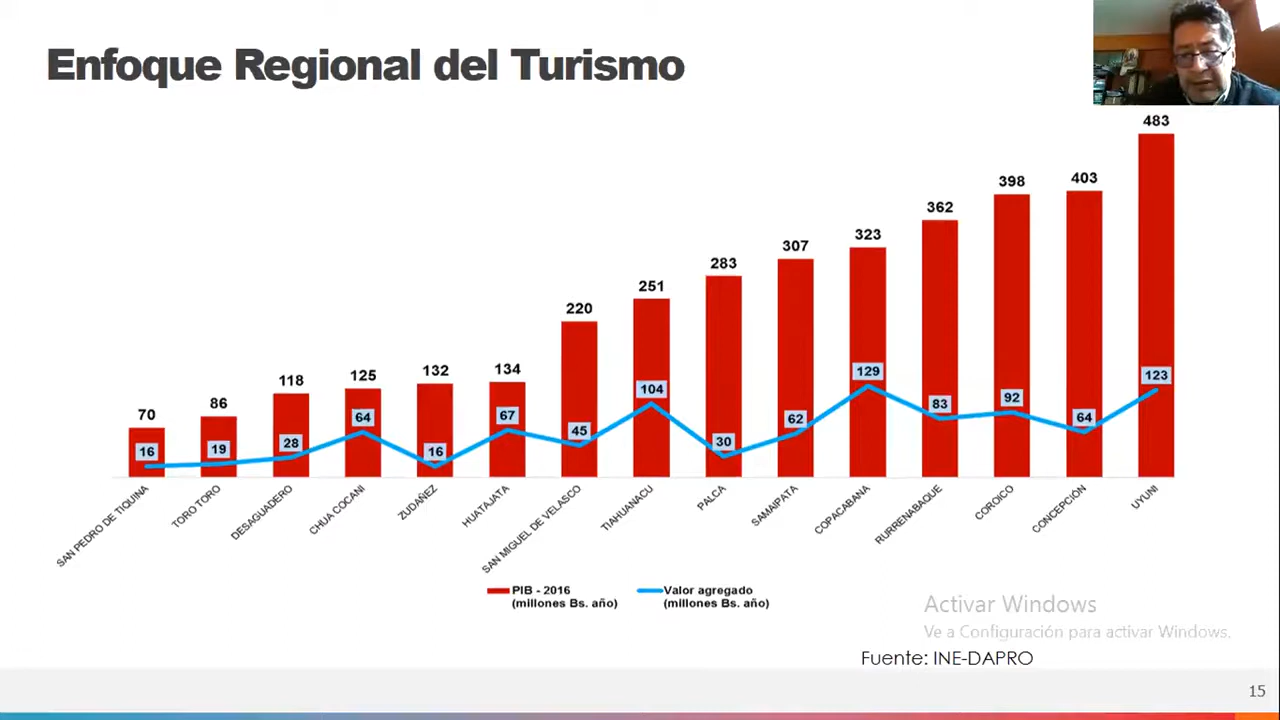 Enfoque Regional del Turismo
483
403
398
362
323
307
283
251
220
134
132
125
118
86
70
16
19
28
64
16
67
45
104
30
62
129
83
92
64
123
SAN PEDRO DE TIQUINA
TORO TORO
DESAGUADERO
CHUA COCANI
ZUDAÑEZ
HUATAJATA
SAN MIGUEL DE VELASCO
TIAHUANACU
PALCA
SAMAIPATA
COPACABANA
RURRENABAQUE
COROICO
CONCEPCIÓN
UYUNI
PIB - 2016
(millones Bs. año)
Valor agregado
(millones Bs. año)
Activar Windows
Ve a Configuración para activar Windows.
Fuente: INE-DAPRO
15